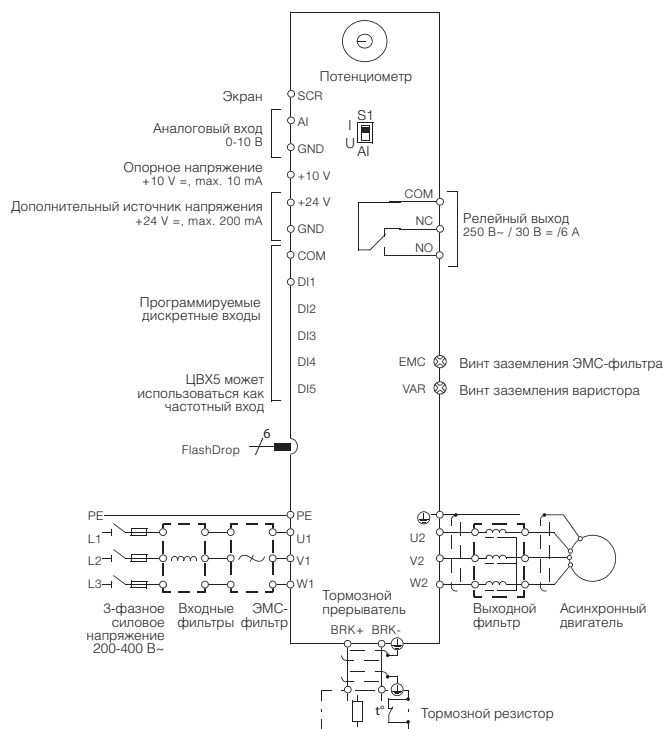 Потенциометр
Экран
SCR
Аналоговый вход
0-10 В
AI
GND
S1
I
U
AI
Опорное напряжение
+10 V =, max. 10 mA
+10 V
Дополнительный источник напряжения
+24 V =, max. 200 mA
+24 V
GND
COM
NC
NO
Релейный выход
250 В~ / 30 В = /6 А
COM
DI1
Программируемые
дискретные входы
DI2
DI3
DI4
DI5
ЦВХ5 может
использоваться как
частотный вход
EMC
Винт заземления ЭМС-фильтра
VAR
Винт заземления варистора
FlashDrop
6
PE
PE
L1
U1
L2
V1
L3
W1
U2
V2
W2
3-фазное
силовое
напряжение
200-400 В~
Входные
фильтры
ЭМС-
фильтр
Тормозной
прерыватель
BRK+ BRK-
Выходной
фильтр
Асинхронный
двигатель
t°
Тормозной резистор